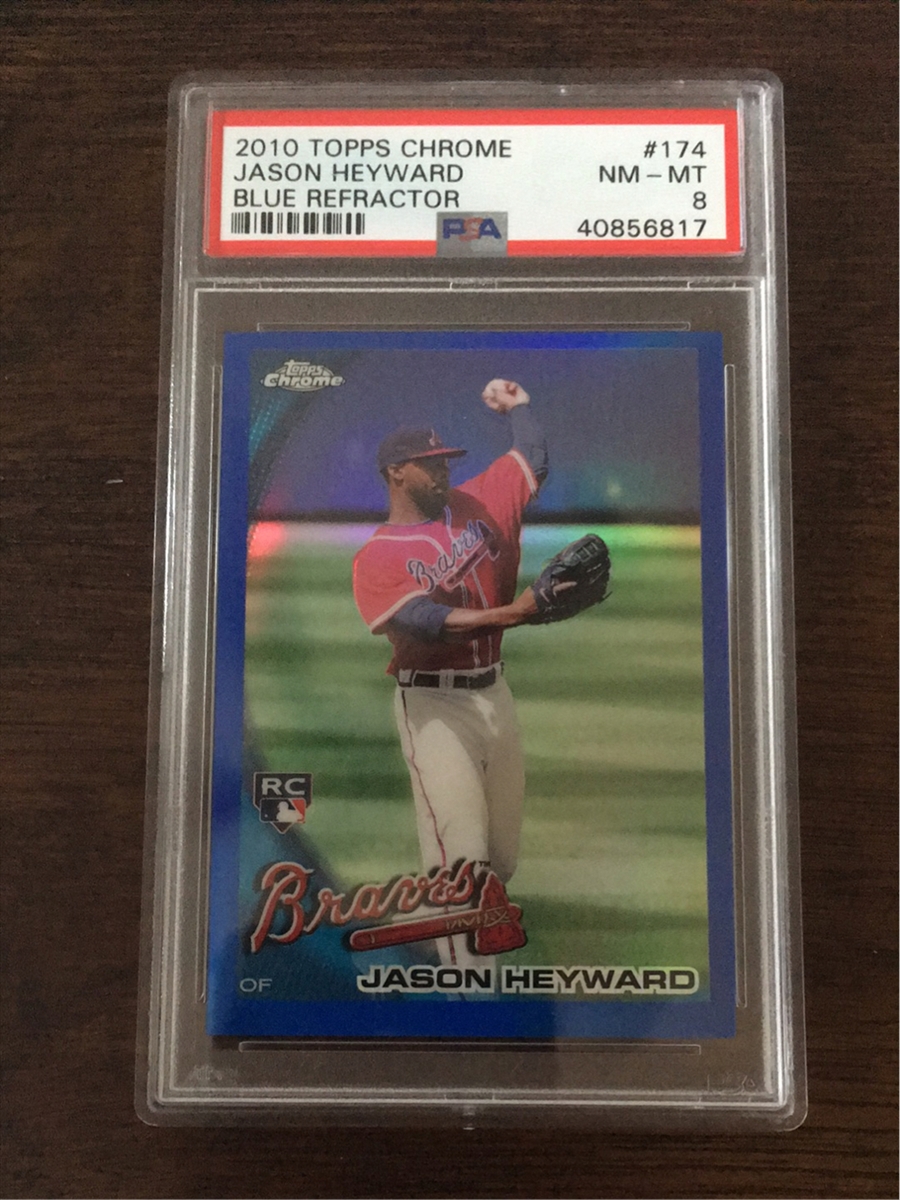 2010 TOPPS CHROME #174
JASON HEYWARD NM-MT
BLUE REFRACTOR 8
PSA 40856817
Topps
Chrome
Braves
RC
Braves™
OF JASON HEYWARD